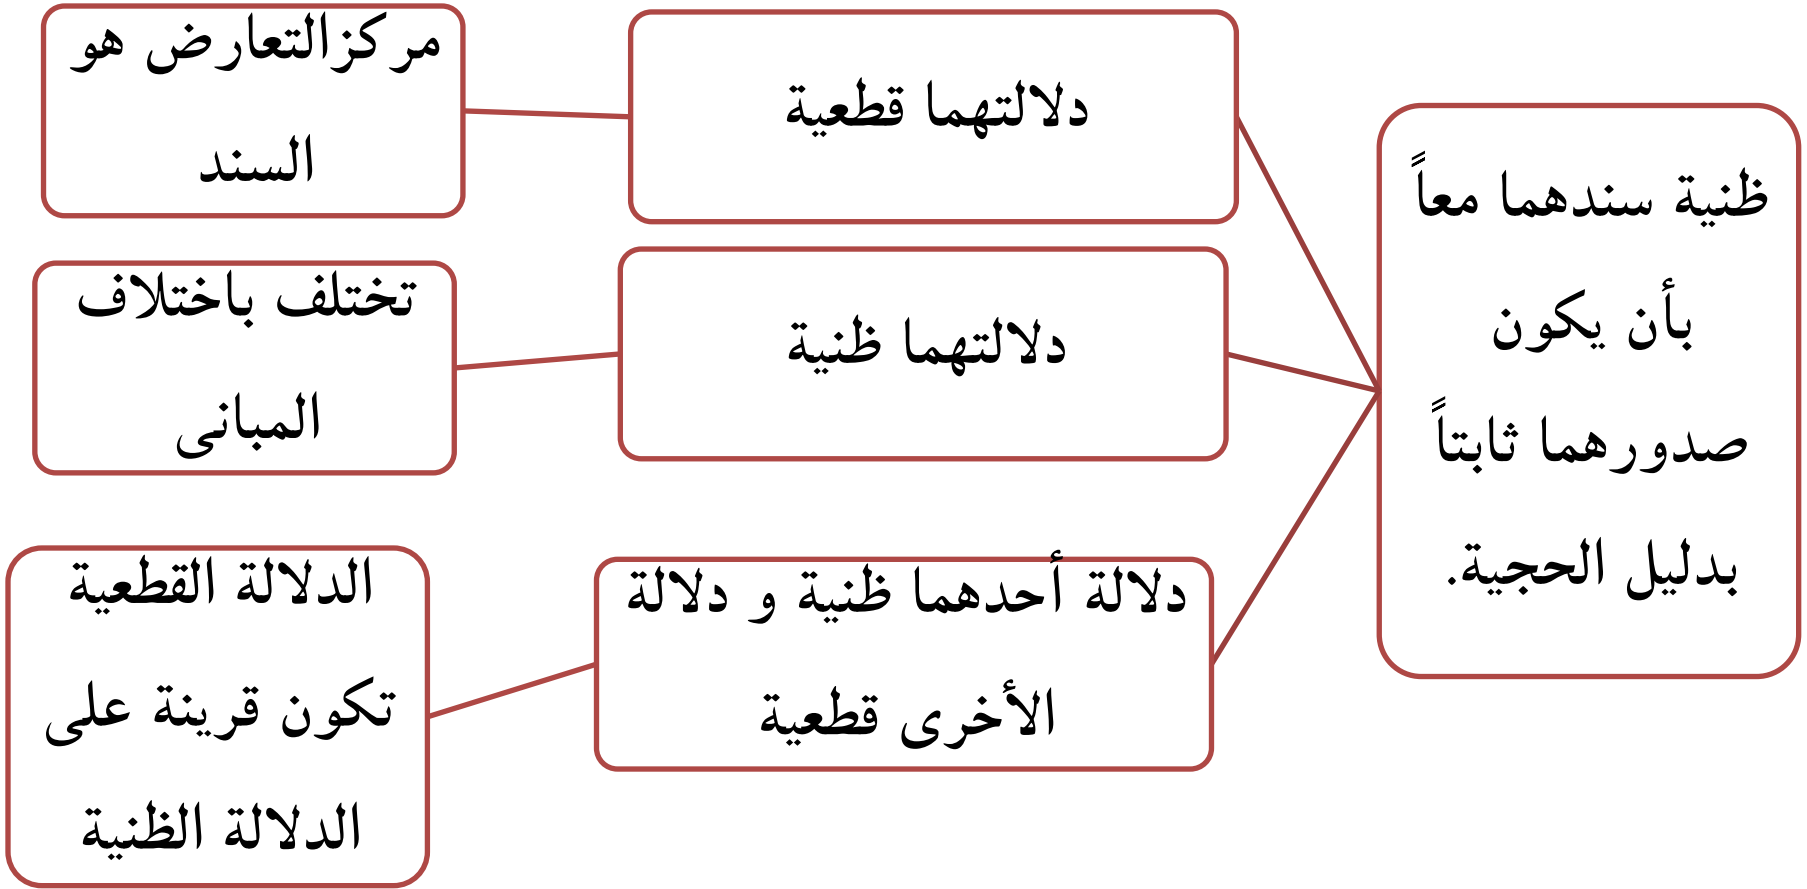 ظنية سندهما معاً
بأن يكون
صدورهما ثابتاً
بدليل الحجية.
دلالتهما قطعية
مركزالتعارض هو
السند
دلالتهما ظنية
تختلف باختلاف
المبانى
دلالة أحدهما ظنية و دلالة
الأخرى قطعية
الدلالة القطعية
تكون قرينة على
الدلالة الظنية